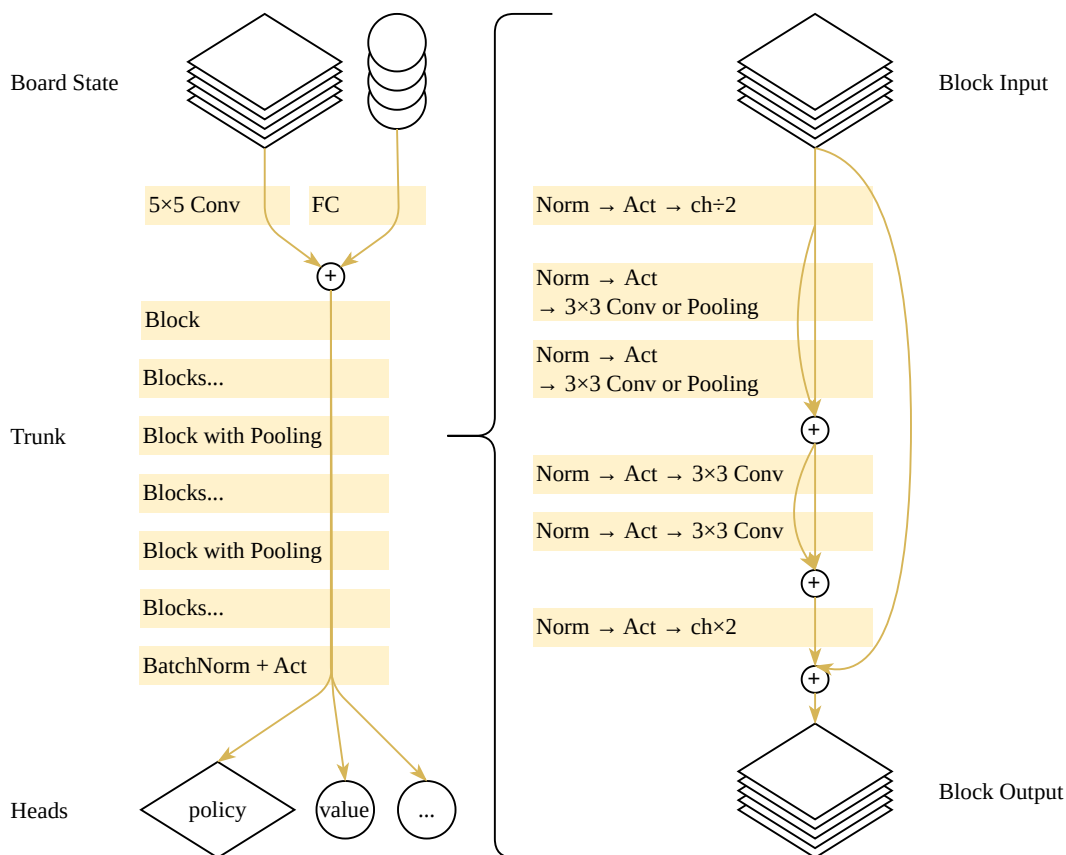 Board State
5×5 Conv
FC
+
Block
Blocks...
Trunk
Block with Pooling
Blocks...
Block with Pooling
Blocks...
BatchNorm + Act
Heads
policy
value
...
Block Input
Norm → Act → ch÷2
Norm → Act
→ 3×3 Conv or Pooling
Norm → Act
→ 3×3 Conv or Pooling
+
Norm → Act → 3×3 Conv
Norm → Act → 3×3 Conv
+
Norm → Act → ch×2
+
Block Output